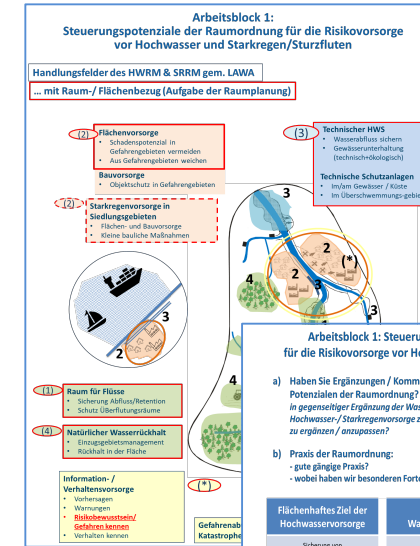 Arbeitsblock 1:
Steuerungspotenziale der Raumordnung für die Risikovorsorge
vor Hochwasser und Starkregen/Sturzfluten
Handlungsfelder des HWRM & SRRM gem. LAWA
... mit Raum-/ Flächenbezug (Aufgabe der Raumplanung)
(2) Flächenvorsorge
• Schadenspotenzial in
Gefahrengebieten vermeiden
• Aus Gefahrengebieten weichen
Bauvorsorge
• Objektschutz in Gefahrengebieten
(2) Starkregenvorsorge in
Siedlungsgebieten
• Flächen- und Bauvorsorge
• Kleine bauliche Maßnahmen
(3) Technischer HWS
• Wasserabfluss sichern
• Gewässerunterhaltung
(technisch+ökologisch)
Technische Schutzanlagen
• Im/am Gewässer / Küste
• Im Überschwemmungs-gebie
3
2
(*)
2
3
4
3
3
2
4
(1) Raum für Flüsse
• Sicherung Abfluss/Retention
• Schutz Überflutungsräume
(4) Natürlicher Wasserrückhalt
• Einzugsgebietsmanagement
• Rückhalt in der Fläche
Information- /
Verhaltensvorsorge
• Vorhersagen
• Warnungen
• Risikobewusstsein/
Gefahren kennen
• Verhalten kennen
(*)
Gefahrenab
Katastrophe
Arbeitsblock 1: Steueru
für die Risikovorsorge vor Ho
a) Haben Sie Ergänzungen / Komm
Potenzialen der Raumordnung?
in gegenseitiger Ergänzung der Was
Hochwasser-/ Starkregenvorsorge z
zu ergänzen / anzupassen?
b) Praxis der Raumordnung:
- gute gängige Praxis?
- wobei haben wir besonderen Forte
Flächenhaftes Ziel der
Hochwasservorsorge
Wa
Sicherung von